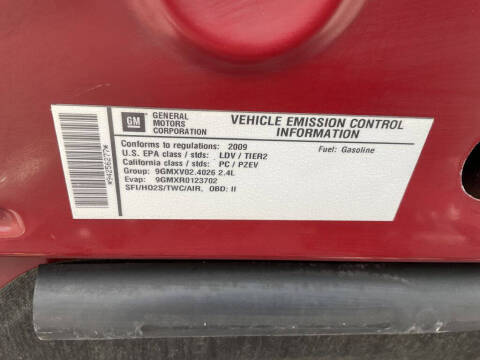 GM
GENERAL
MOTORS
CORPORATION
VEHICLE EMISSION CONTROL
INFORMATION
Conforms to regulations: 2009
Fuel: Gasoline
U.S. EPA class / stds: LDV / TIER2
California class / stds: PC / PZEV
Group: 9GMXV02.4026 2.4L
Evap: 9GMXR0123702
SFI/HO2S/TWC/AIR, OBD: II
*94256277*